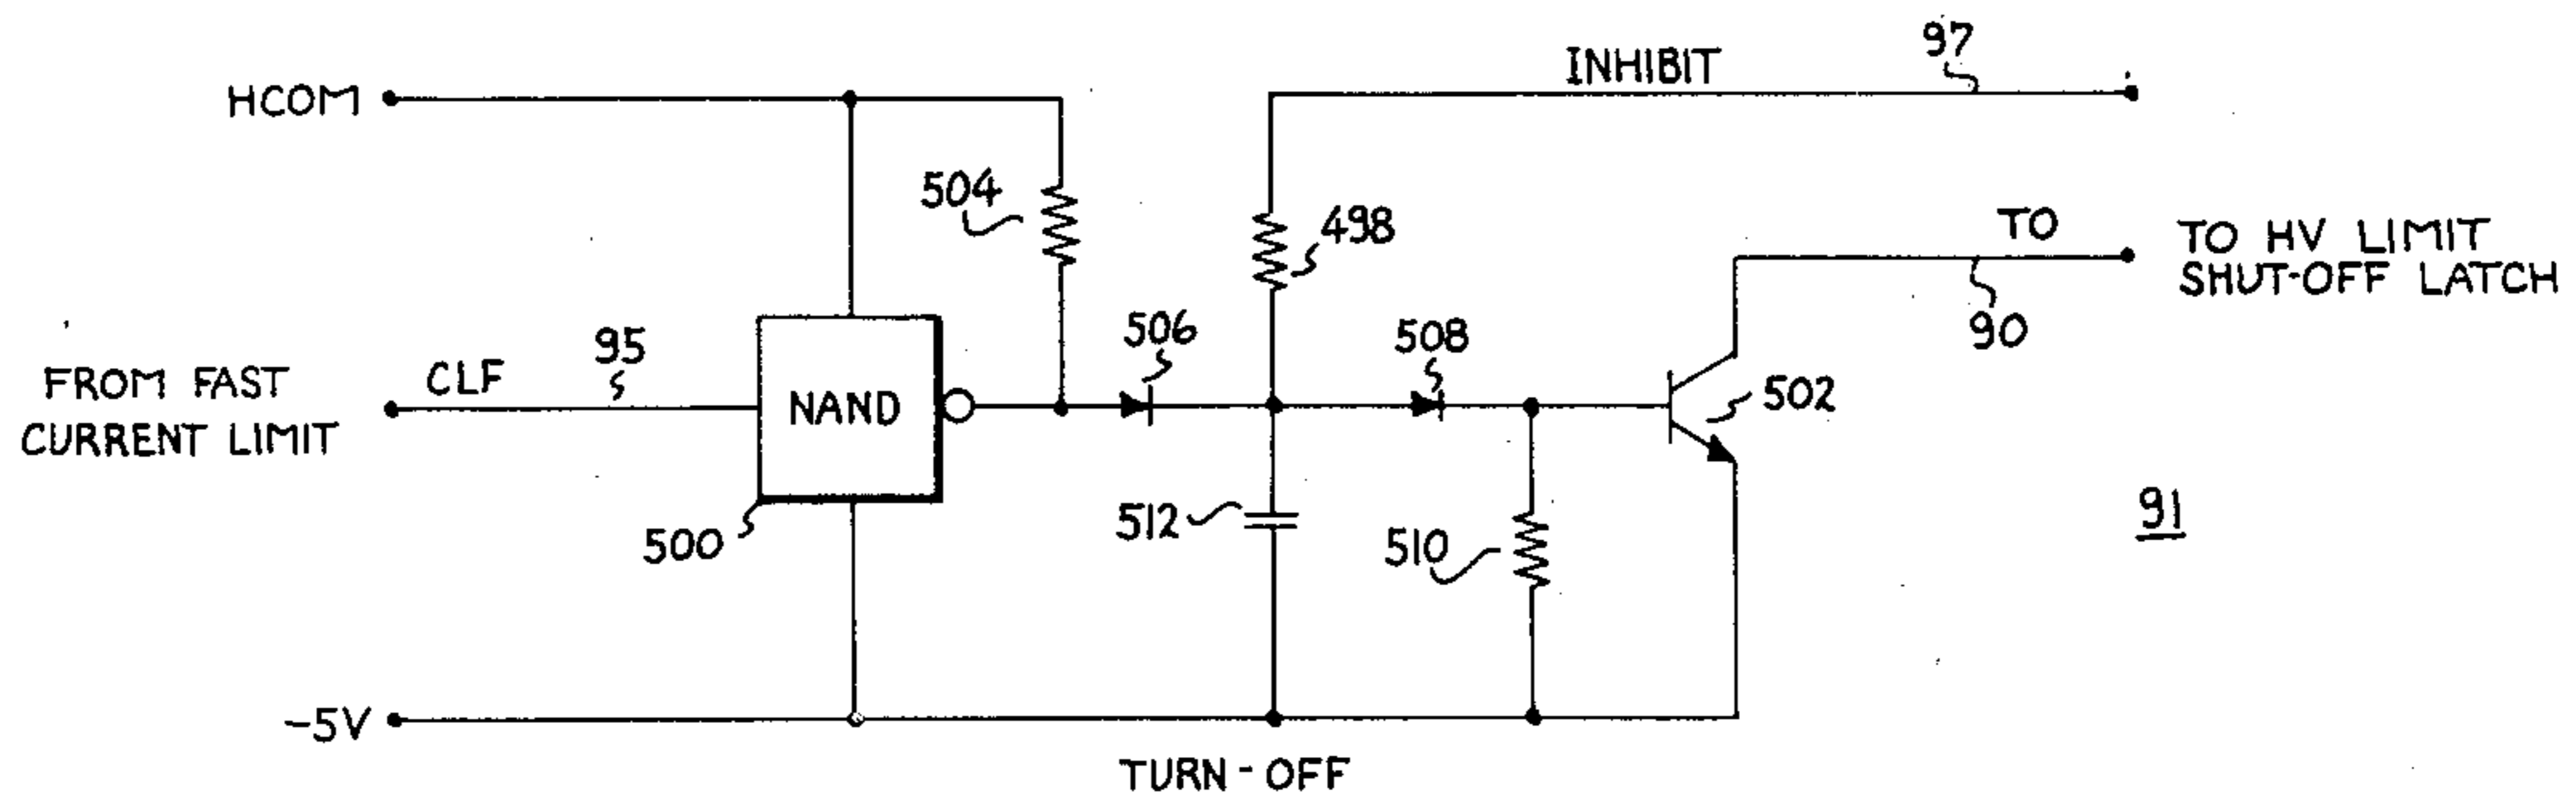 97
INHIBIT
HCOM
504
498
TO
TO HV LIMIT
SHUT-OFF LATCH
90
506
508
95
CLF
FROM FAST
CURRENT LIMIT
NAND
502
500
512
510
91
-5V
TURN-OFF